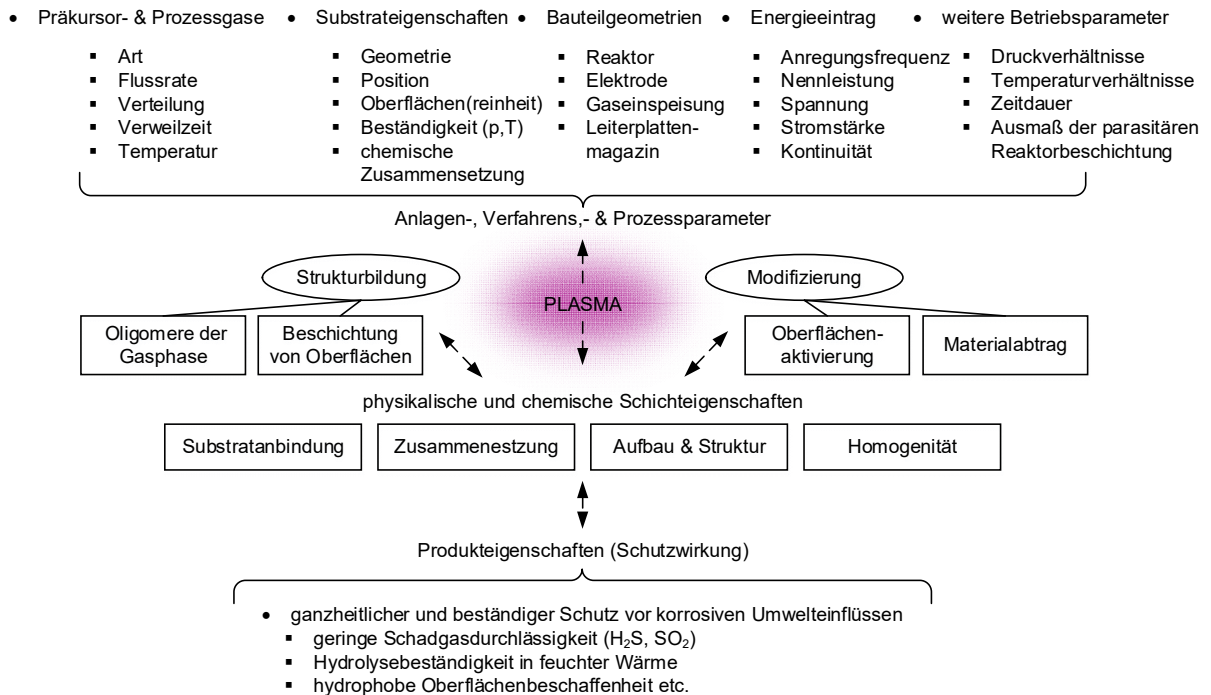 • Präkursor- & Prozessgase
▪ Art
▪ Flussrate
▪ Verteilung
▪ Verweilzeit
▪ Temperatur
• Substrateigenschaften
▪ Geometrie
▪ Position
▪ Oberflächen(reinheit)
▪ Beständigkeit (p,T)
▪ chemische
Zusammensetzung
• Bauteilgeometrien
▪ Reaktor
▪ Elektrode
▪ Gaseinspeisung
▪ Leiterplatten-
magazin
• Energieeintrag
▪ Anregungsfrequenz
▪ Nennleistung
▪ Spannung
▪ Stromstärke
▪ Kontinuität
• weitere Betriebsparameter
▪ Druckverhältnisse
▪ Temperaturverhältnisse
▪ Zeitdauer
▪ Ausmaß der parasitären
Reaktorbeschichtung
Anlagen-, Verfahrens,- & Prozessparameter
Strukturbildung
Oligomere der
Gasphase
Beschichtung
von Oberflächen
PLASMA
Modifizierung
Oberflächen-
aktivierung
Materialabtrag
physikalische und chemische Schichteigenschaften
Substratanbindung
Zusammenestzung
Aufbau & Struktur
Homogenität
Produkteigenschaften (Schutzwirkung)
• ganzheitlicher und beständiger Schutz vor korrosiven Umwelteinflüssen
▪ geringe Schadgasdurchlässigkeit (H₂S, SO₂)
▪ Hydrolysebeständigkeit in feuchter Wärme
▪ hydrophobe Oberflächenbeschaffenheit etc.